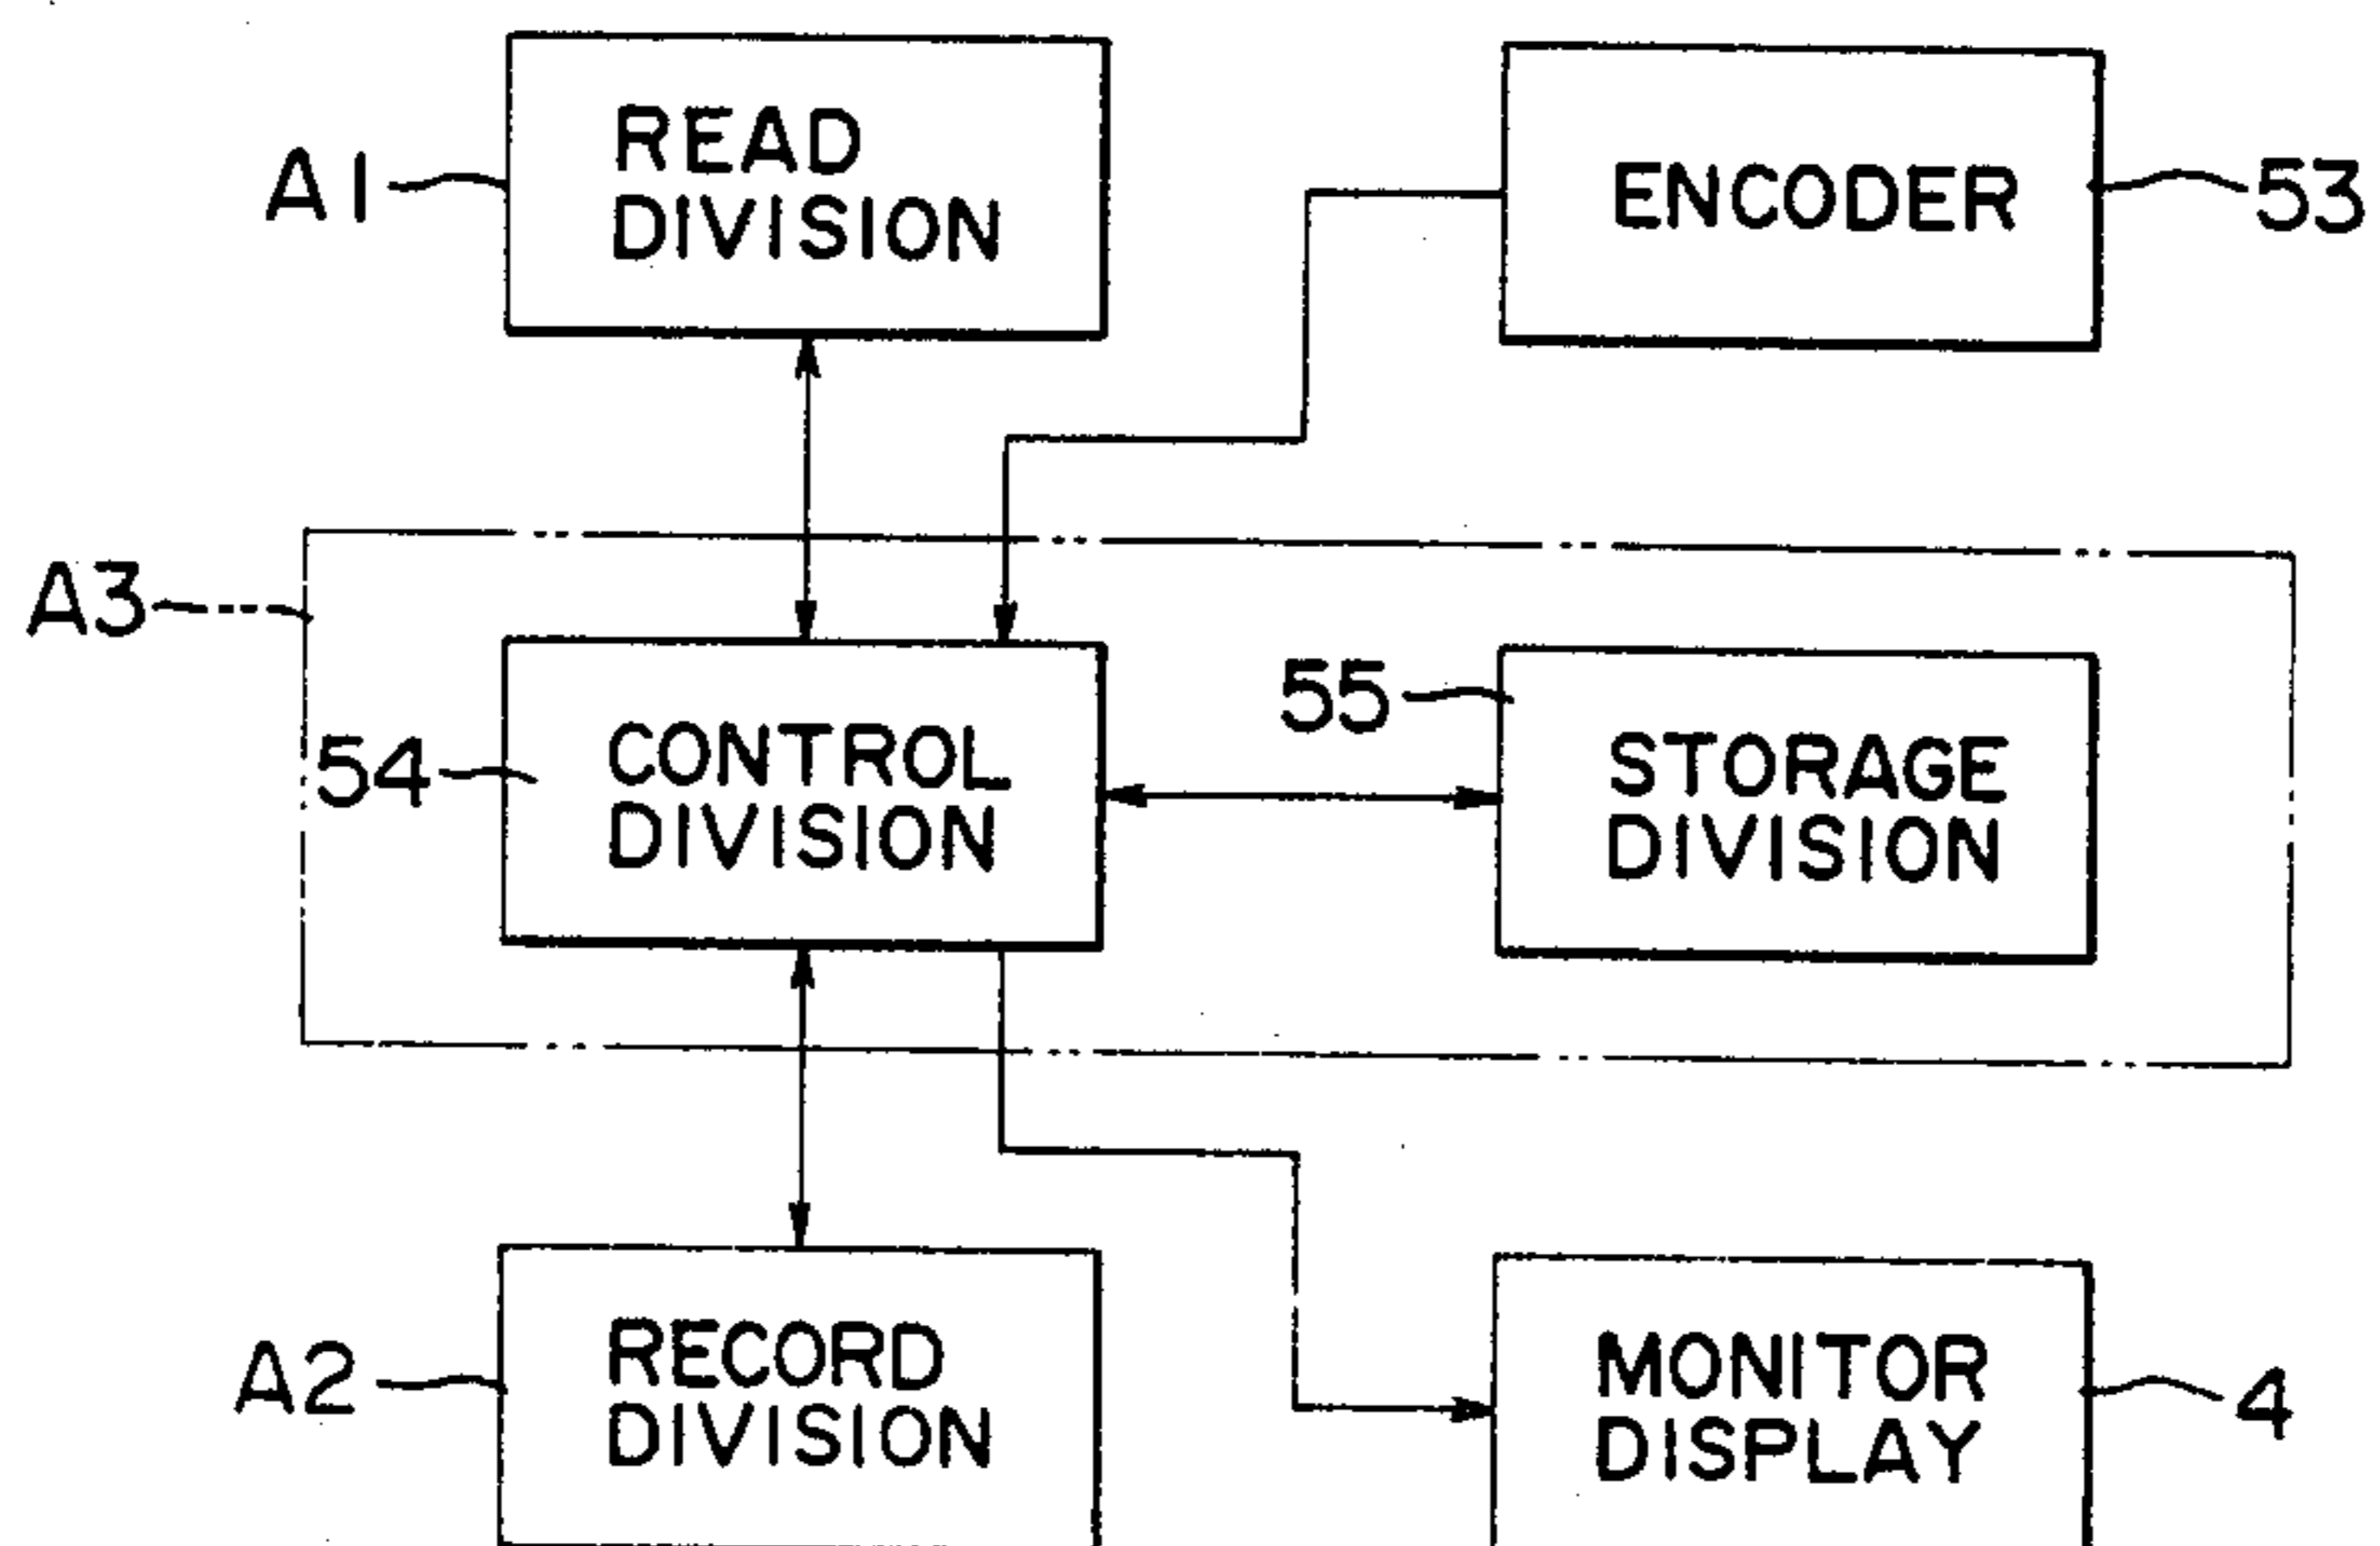 A1
READ
DIVISION
ENCODER
53
A3
54
CONTROL
DIVISION
55
STORAGE
DIVISION
A2
RECORD
DIVISION
MONITOR
DISPLAY
4